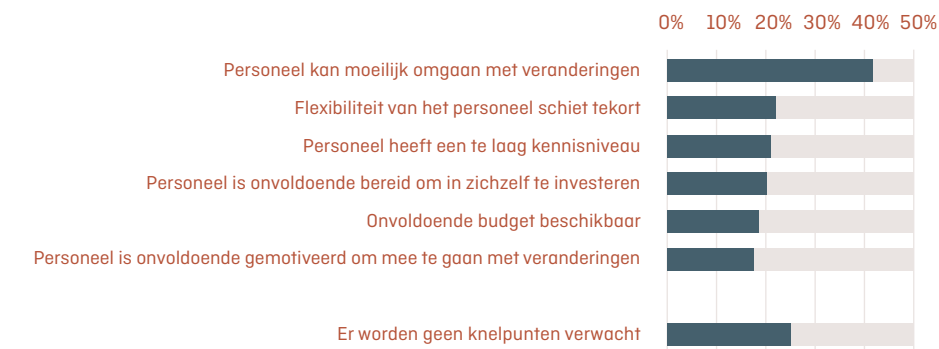 0% 10% 20% 30% 40% 50%
Personeel kan moeilijk omgaan met veranderingen
Flexibiliteit van het personeel schiet tekort
Personeel heeft een te laag kennisniveau
Personeel is onvoldoende bereid om in zichzelf te investeren
Onvoldoende budget beschikbaar
Personeel is onvoldoende gemotiveerd om mee te gaan met veranderingen
Er worden geen knelpunten verwacht